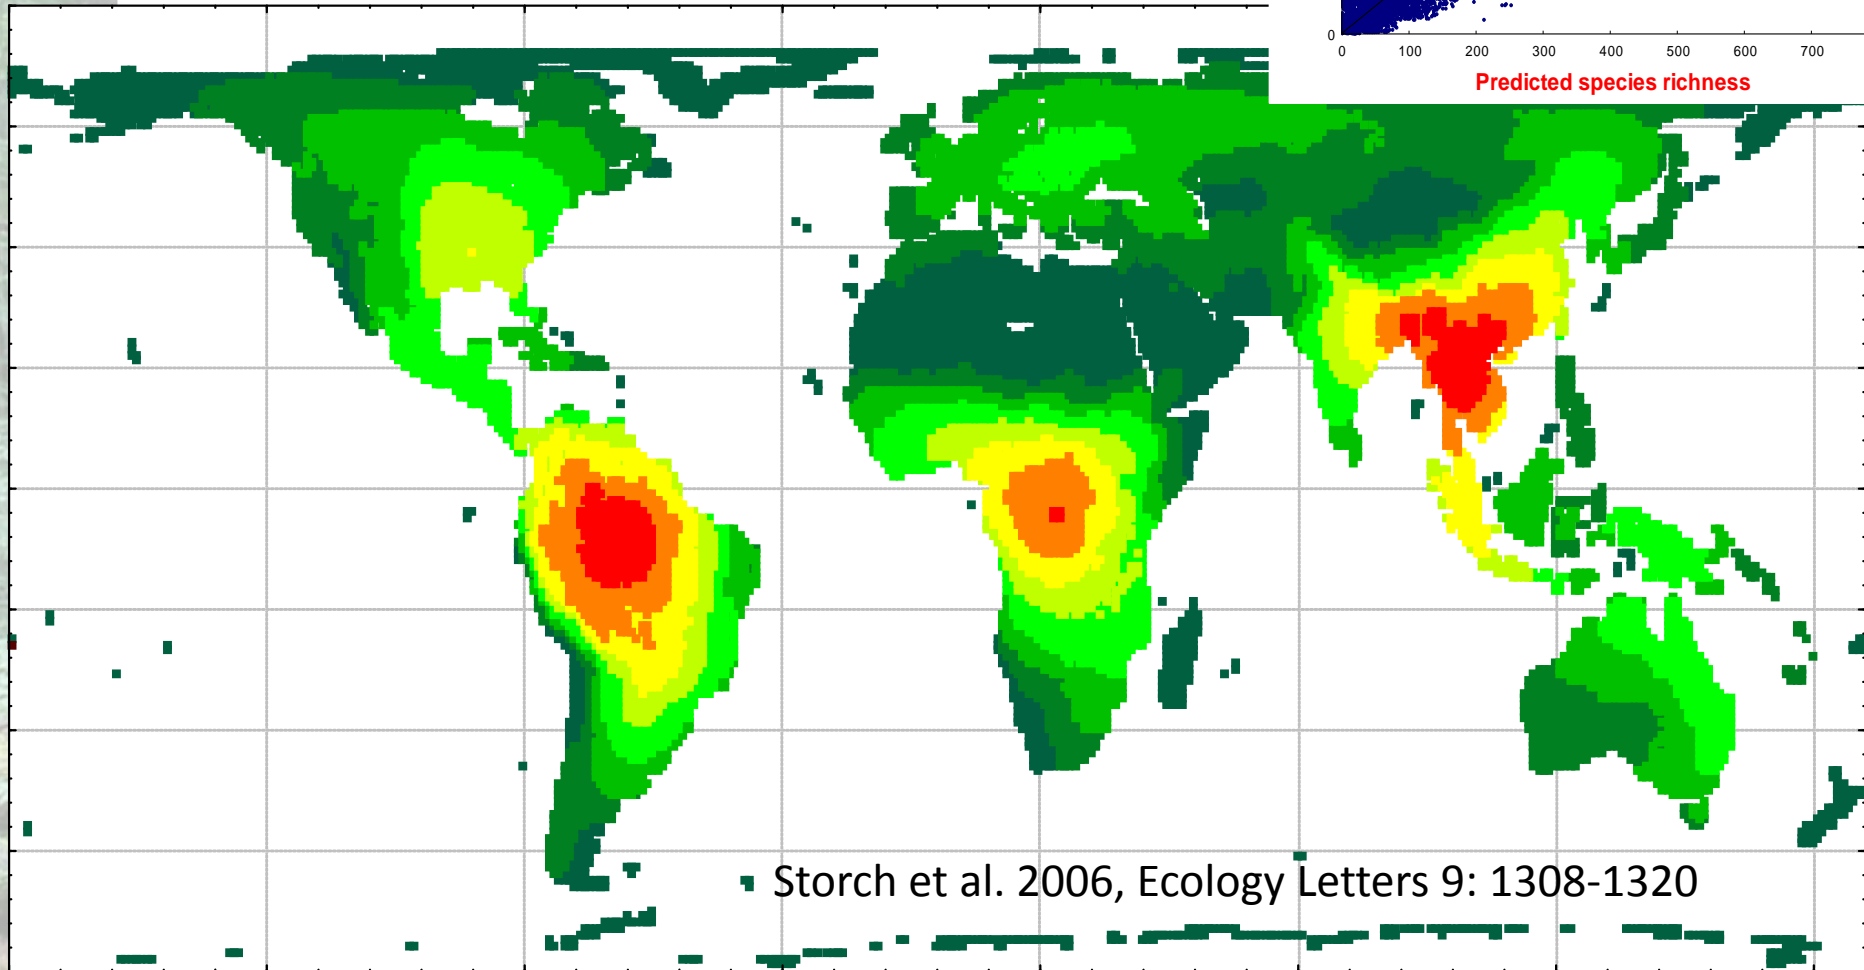 0
0 100 200 300 400 500 600 700
Predicted species richness
Storch et al. 2006, Ecology Letters 9: 1308-1320